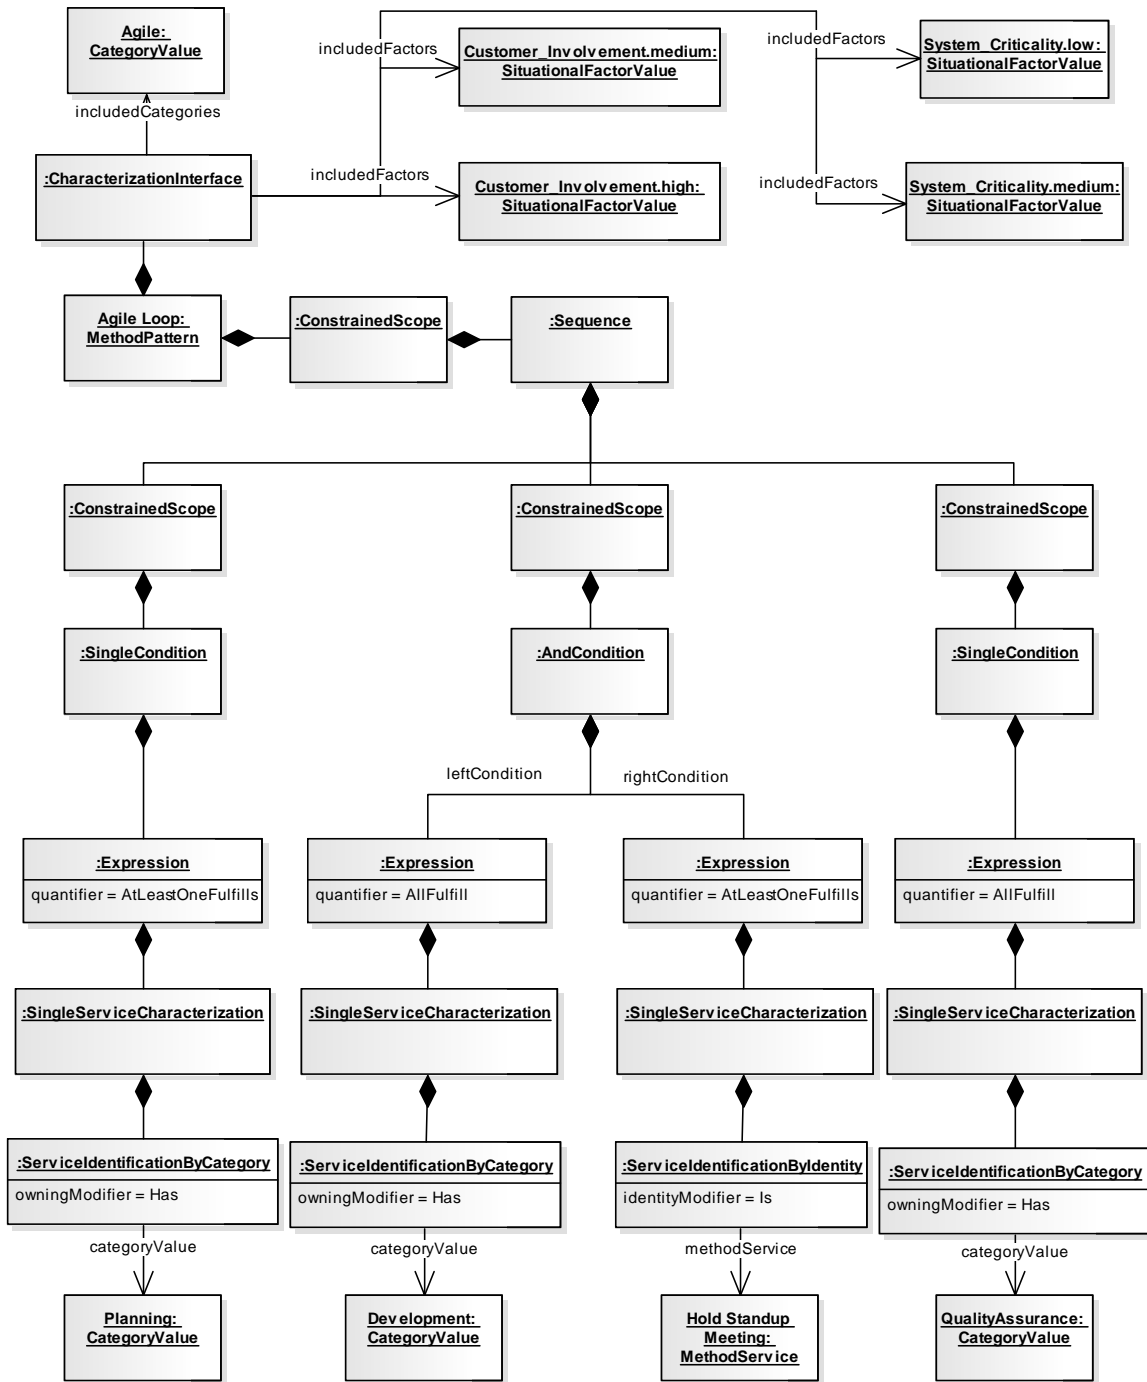 Agile:
CategoryValue
includedCategories
:CharacterizationInterface
includedFactors
Customer_Involvement.medium:
SituationalFactorValue
includedFactors
System_Criticality.low:
SituationalFactorValue
includedFactors
Customer_Involvement.high:
SituationalFactorValue
includedFactors
System_Criticality.medium:
SituationalFactorValue
Agile Loop:
MethodPattern
:ConstrainedScope
:Sequence
:ConstrainedScope
:ConstrainedScope
:ConstrainedScope
:SingleCondition
:AndCondition
:SingleCondition
leftCondition
rightCondition
:Expression
quantifier = AtLeastOneFulfills
:Expression
quantifier = AllFulfill
:Expression
quantifier = AtLeastOneFulfills
:Expression
quantifier = AllFulfill
:SingleServiceCharacterization
:SingleServiceCharacterization
:SingleServiceCharacterization
:SingleServiceCharacterization
:ServiceIdentificationByCategory
owningModifier = Has
:ServiceIdentificationByCategory
owningModifier = Has
:ServiceIdentificationByIdentity
identityModifier = Is
:ServiceIdentificationByCategory
owningModifier = Has
categoryValue
categoryValue
methodService
categoryValue
Planning:
CategoryValue
Development:
CategoryValue
Hold Standup
Meeting:
MethodService
QualityAssurance:
CategoryValue